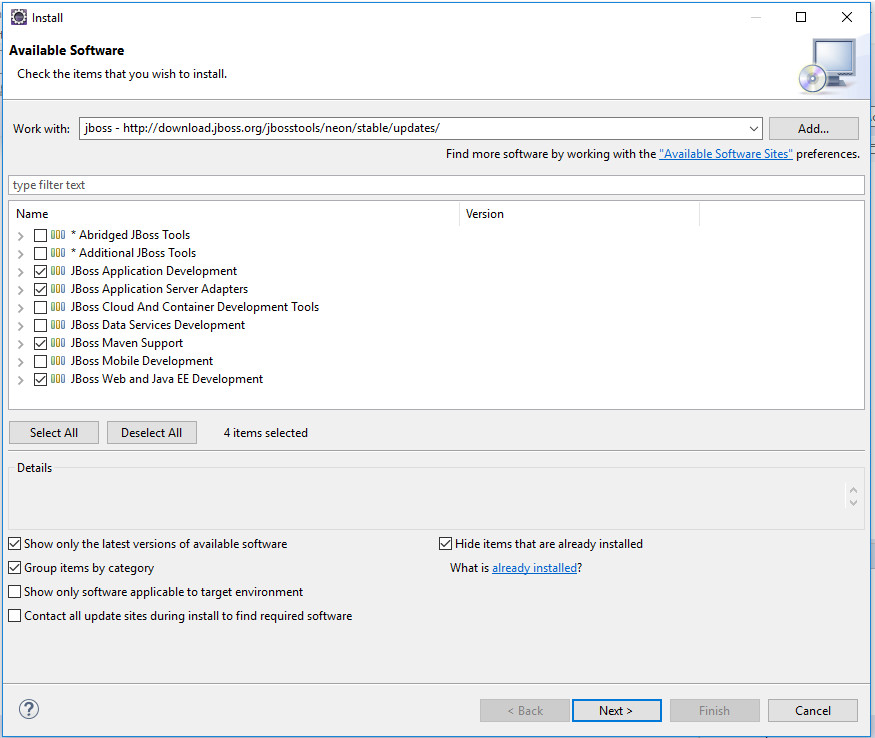 Install
Available Software
Check the items that you wish to install.
Work with: jboss - http://download.jboss.org/jbosstools/neon/stable/updates/ Add...
Find more software by working with the "Available Software Sites" preferences.
type filter text
Name Version
* Abridged JBoss Tools
* Additional JBoss Tools
JBoss Application Development
JBoss Application Server Adapters
JBoss Cloud And Container Development Tools
JBoss Data Services Development
JBoss Maven Support
JBoss Mobile Development
JBoss Web and Java EE Development
Select All Deselect All 4 items selected
Details
Show only the latest versions of available software Hide items that are already installed
Group items by category What is already installed?
Show only software applicable to target environment
Contact all update sites during install to find required software
? < Back Next > Finish Cancel